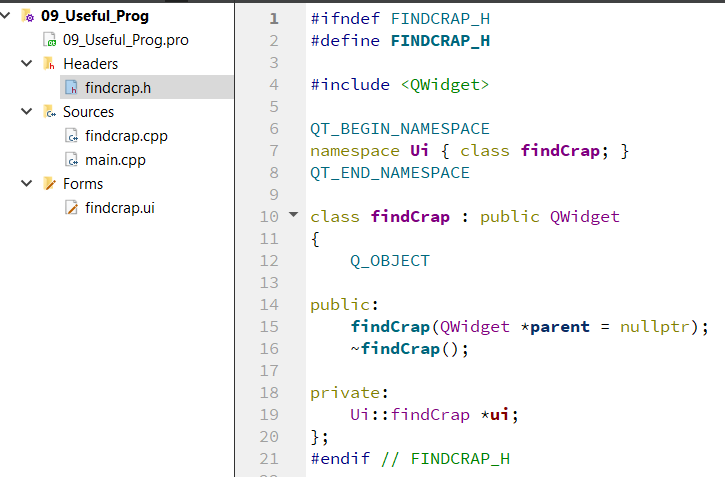 09_Useful_Prog
09_Useful_Prog.pro
Headers
findcrap.h
Sources
findcrap.cpp
main.cpp
Forms
findcrap.ui
1 #ifndef FINDCRAP_H
2 #define FINDCRAP_H
3
4 #include <QWidget>
5
6 QT_BEGIN_NAMESPACE
7 namespace Ui { class findCrap; }
8 QT_END_NAMESPACE
9
10 class findCrap : public QWidget
11 {
12     Q_OBJECT
13
14 public:
15     findCrap(QWidget *parent = nullptr);
16     ~findCrap();
17
18 private:
19     Ui::findCrap *ui;
20 };
21 #endif // FINDCRAP_H